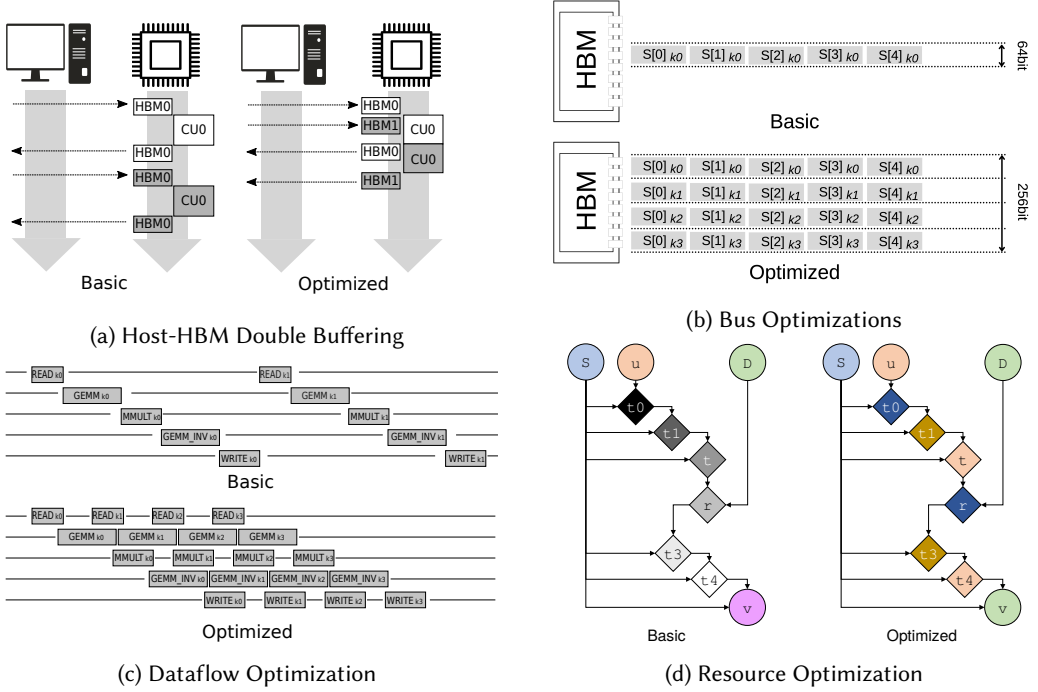 HBM0
CU0
HBM0
HBM0
CU0
HBM0
Basic
HBM0
HBM1
CU0
HBM0
CU0
HBM1
Optimized
(a) Host-HBM Double Buffering
HBM
S[0] k0 S[1] k0 S[2] k0 S[3] k0 S[4] k0
64bit
Basic
HBM
S[0] k0 S[1] k0 S[2] k0 S[3] k0 S[4] k0
S[0] k1 S[1] k1 S[2] k1 S[3] k1 S[4] k1
S[0] k2 S[1] k2 S[2] k2 S[3] k2 S[4] k2
S[0] k3 S[1] k3 S[2] k3 S[3] k3 S[4] k3
256bit
Optimized
(b) Bus Optimizations
READ k0 READ k1
GEMM k0 GEMM k1
MMULT k0 MMULT k1
GEMM_INV k0 GEMM_INV k1
WRITE k0 WRITE k1
Basic
READ k0 READ k1 READ k2 READ k3
GEMM k0 GEMM k1 GEMM k2 GEMM k3
MMULT k0 MMULT k1 MMULT k2 MMULT k3
GEMM_INV k0 GEMM_INV k1 GEMM_INV k2 GEMM_INV k3
WRITE k0 WRITE k1 WRITE k2 WRITE k3
Optimized
(c) Dataflow Optimization
S u D
t0
t1
t
r
t3
t4
v
Basic
S u D
t0
t1
t
r
t3
t4
v
Optimized
(d) Resource Optimization